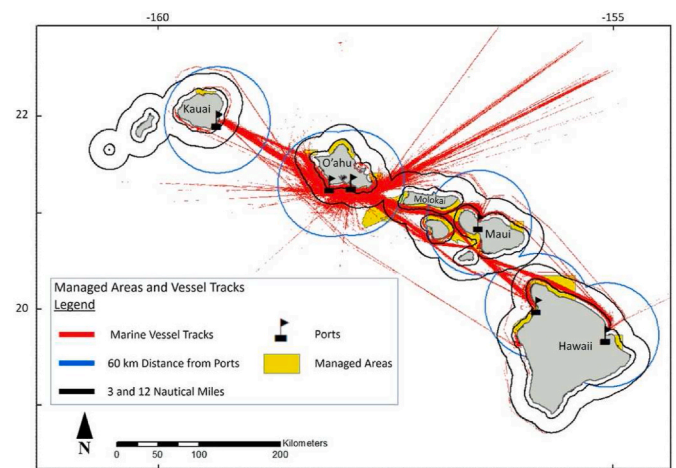 -160
-155
22
20
Kauai
O'ahu
Molokai
Maui
Hawaii
Managed Areas and Vessel Tracks
Legend
Marine Vessel Tracks
Ports
60 km Distance from Ports
Managed Areas
3 and 12 Nautical Miles
N
Kilometers
0 50 100 200